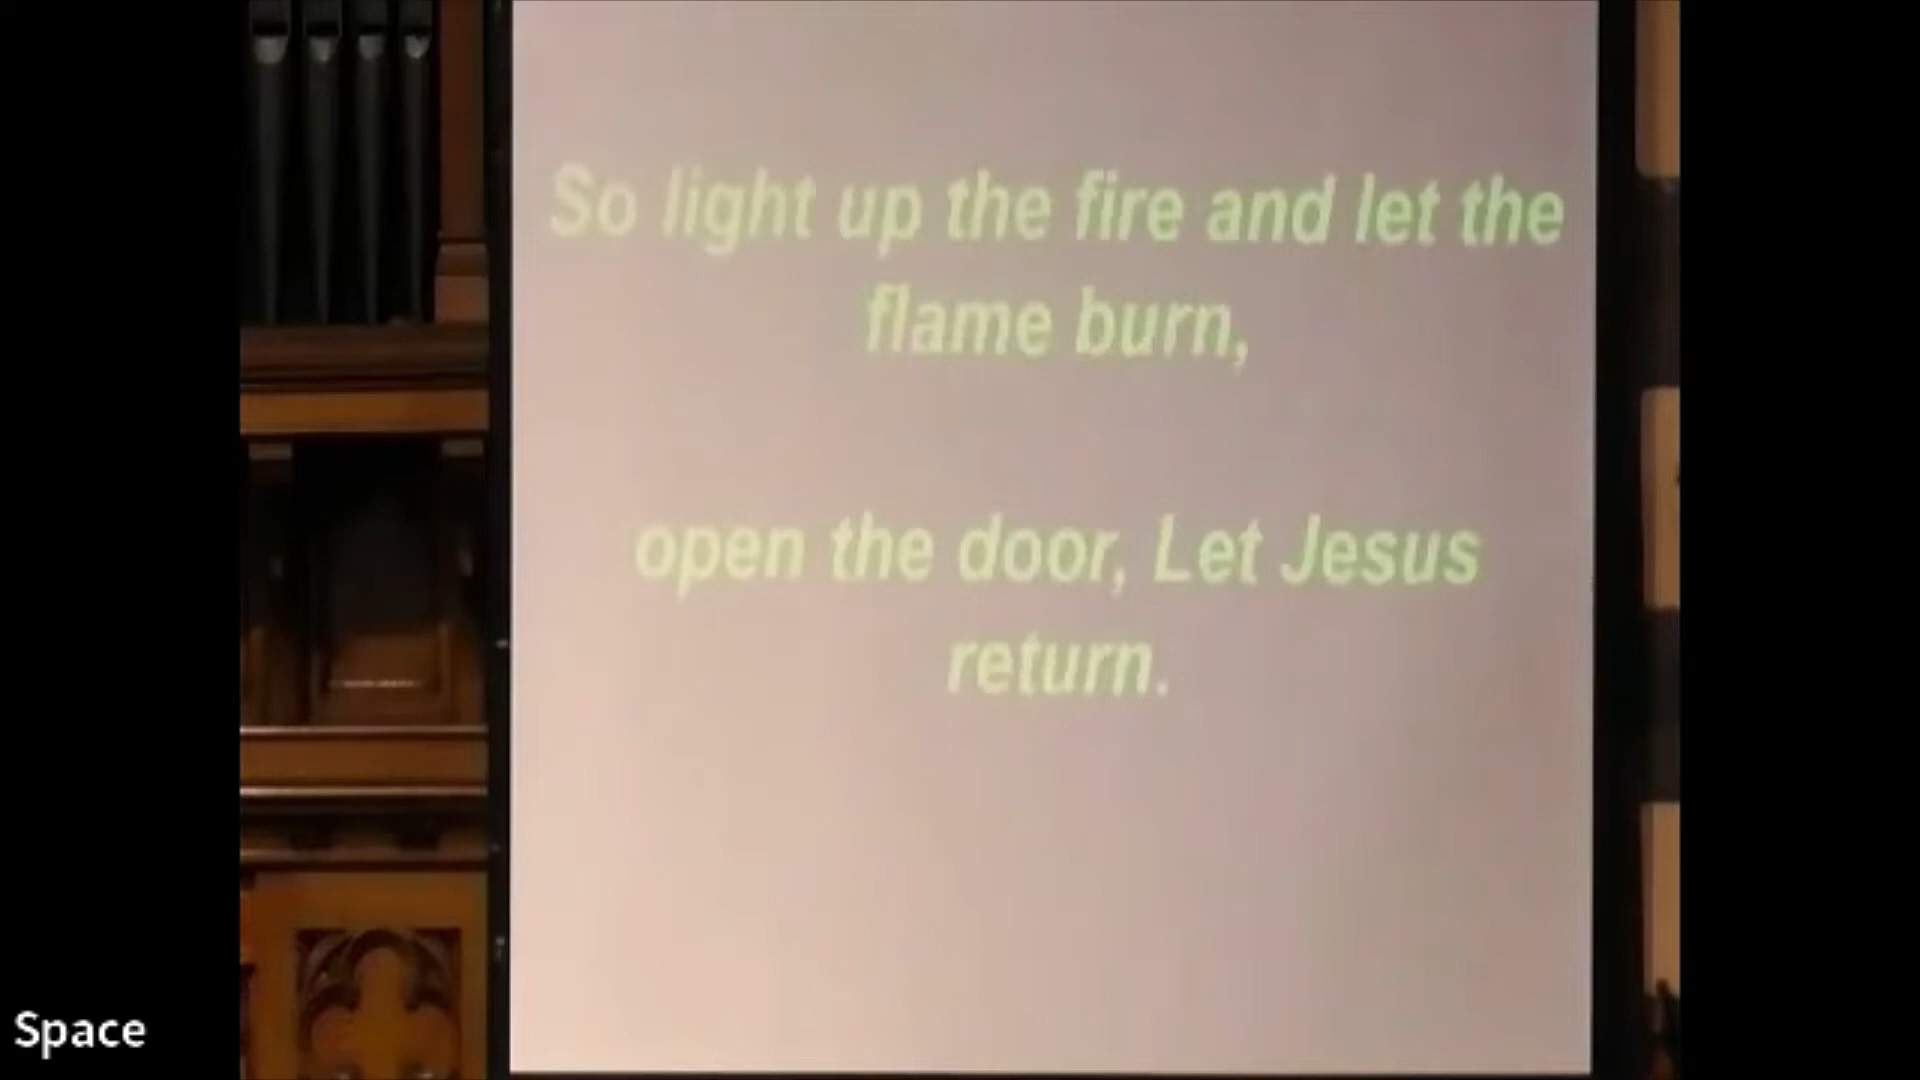 So light up the fire and let the
flame burn,
open the door, Let Jesus
return.
Space